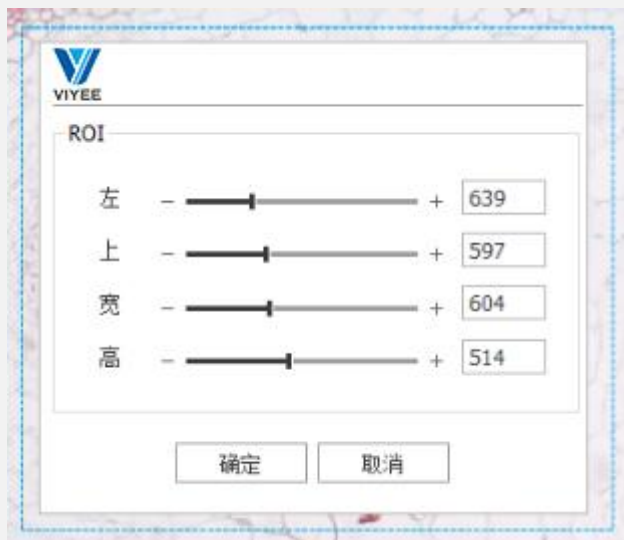 VIYEE
ROI
左 - + 639
上 - + 597
宽 - + 604
高 - + 514
确定 取消